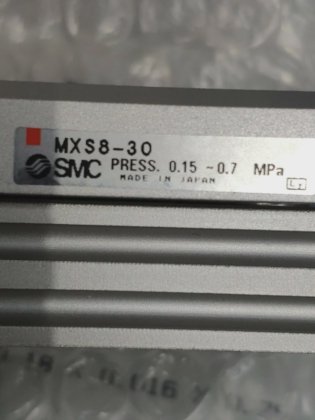 MXS8-30
SMC PRESS. 0.15 ~0.7 MPa
MADE IN JAPAN